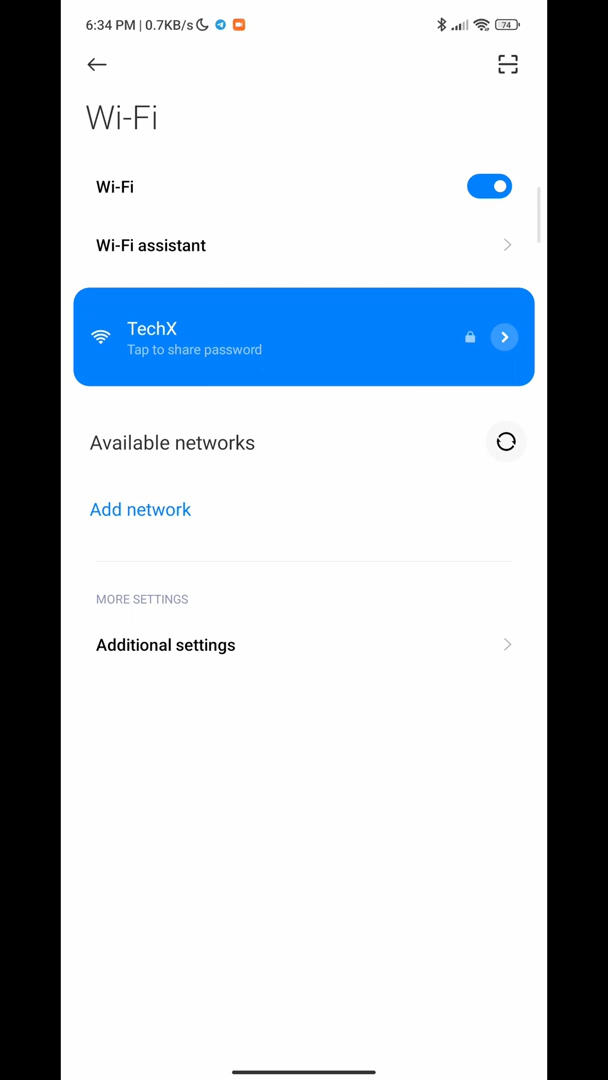 6:34 PM | 0.7KB/s
74
Wi-Fi
Wi-Fi
Wi-Fi assistant
TechX
Tap to share password
Available networks
Add network
MORE SETTINGS
Additional settings